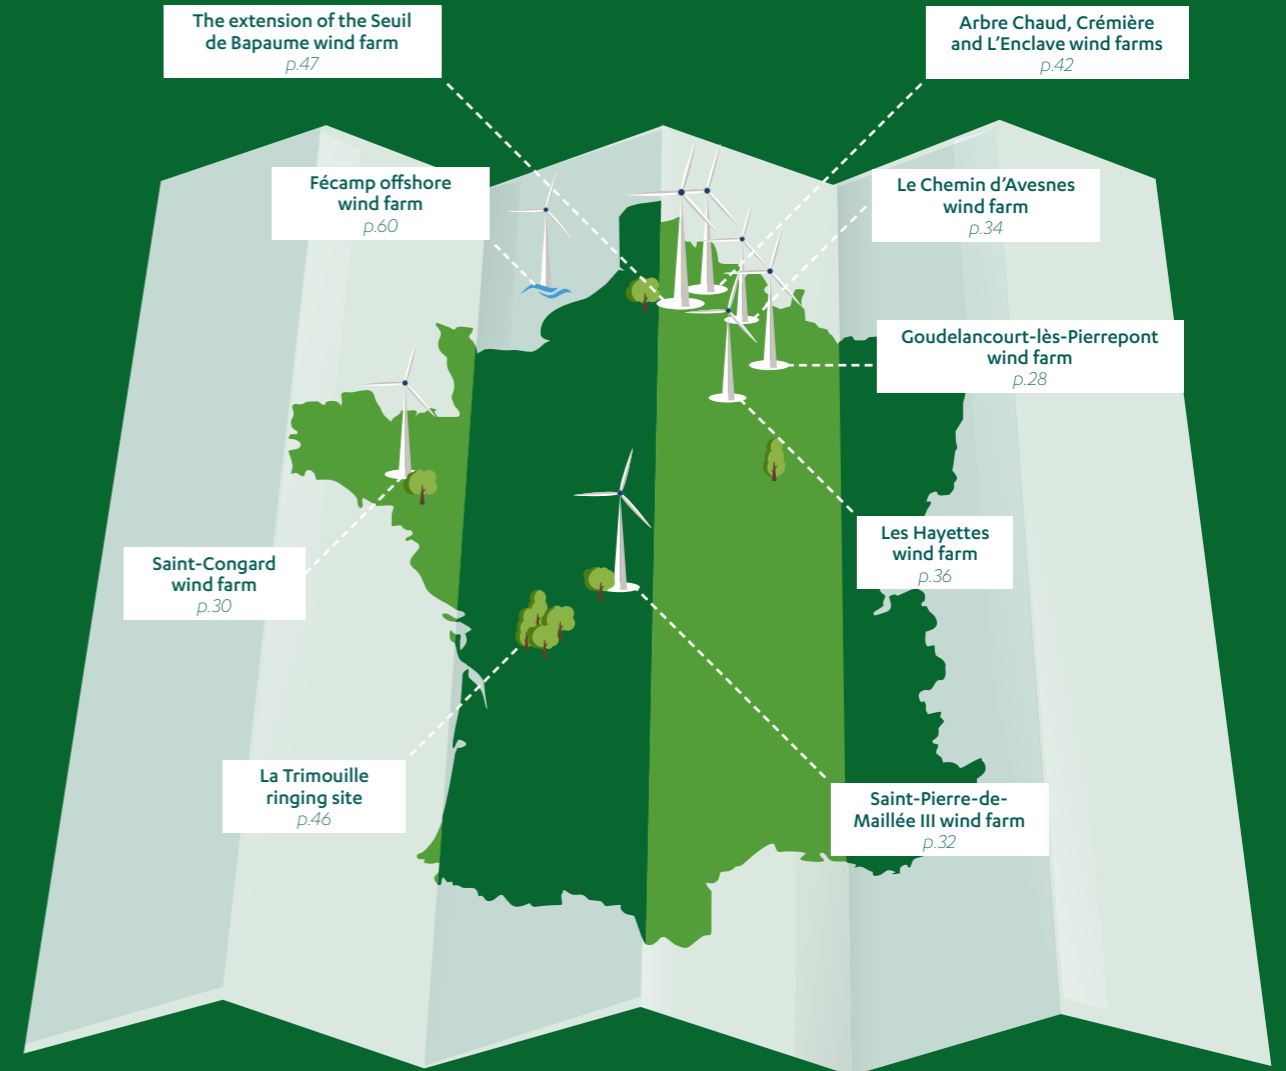 The extension of the Seuil
de Bapaume wind farm
p.47
Arbre Chaud, Crémière
and L'Enclave wind farms
p.42
Fécamp offshore
wind farm
p.60
Le Chemin d'Avesnes
wind farm
p.34
Goudelancourt-lès-Pierrepont
wind farm
p.28
Les Hayettes
wind farm
p.36
Saint-Congard
wind farm
p.30
La Trimouille
ringing site
p.46
Saint-Pierre-de-
Maillée III wind farm
p.32